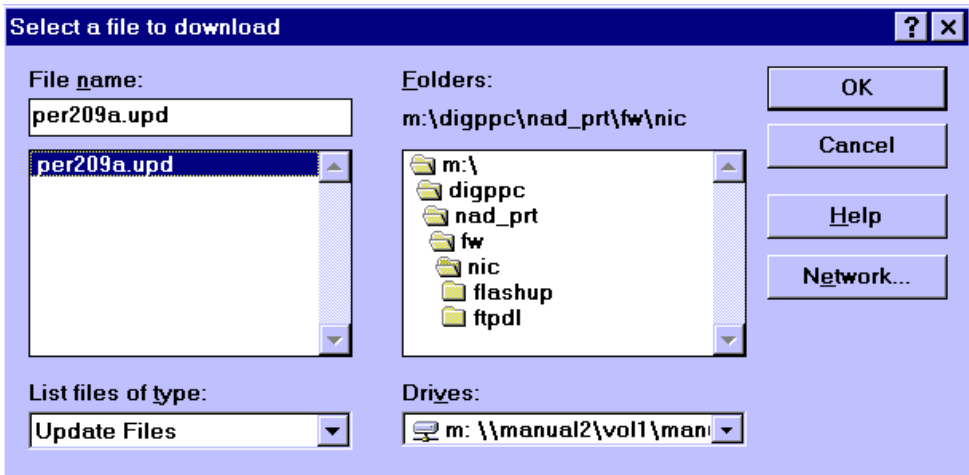 Select a file to download
File name:
per209a.upd
per209a.upd
List files of type:
Update Files
Folders:
m:\digppc\nad_prt\fw\nic
m:\
digppc
nad_prt
fw
nic
flashup
ftpdl
Drives:
m: \\manual2\vol1\man
OK
Cancel
Help
Network...